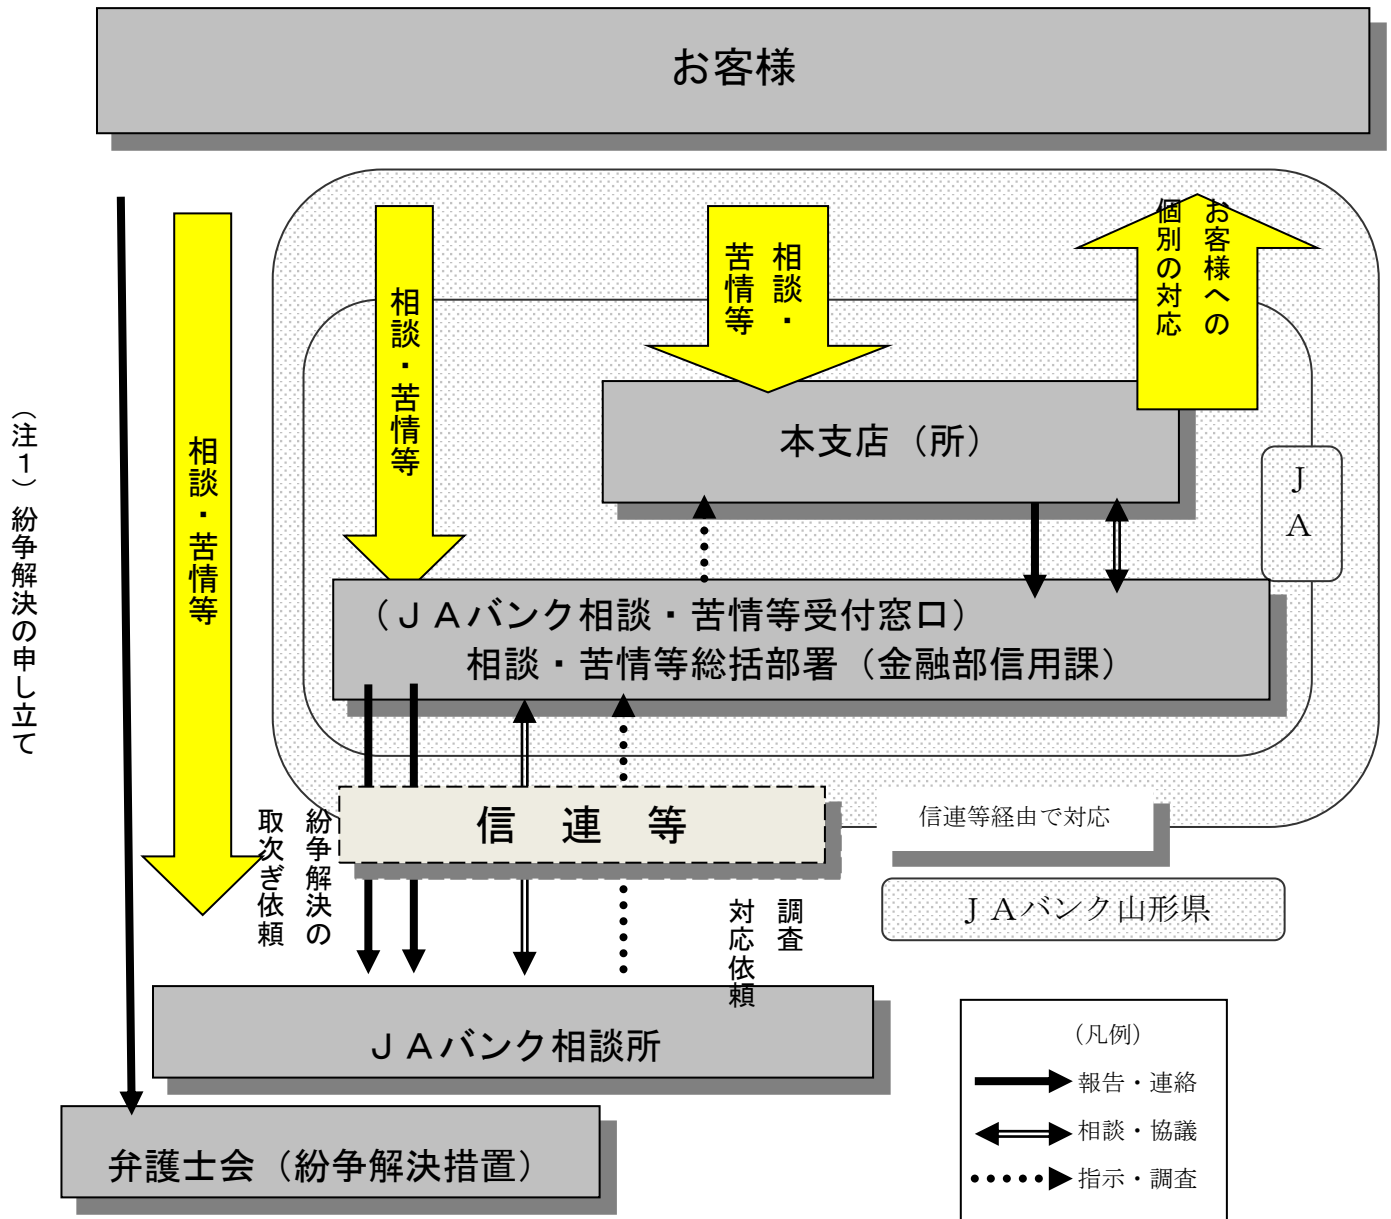 お客様
お客様への
個別の対応
相談・
苦情等
相談・苦情等
相談・苦情等
(注1)紛争解決の申し立て
本支店(所)
JA
(JAバンク相談・苦情等受付窓口)
相談・苦情等総括部署(金融部信用課)
信 連 等
信連等経由で対応
紛争解決の
取次ぎ依頼
調査
対応依頼
JAバンク山形県
JAバンク相談所
弁護士会(紛争解決措置)
(凡例)
報告・連絡
相談・協議
指示・調査